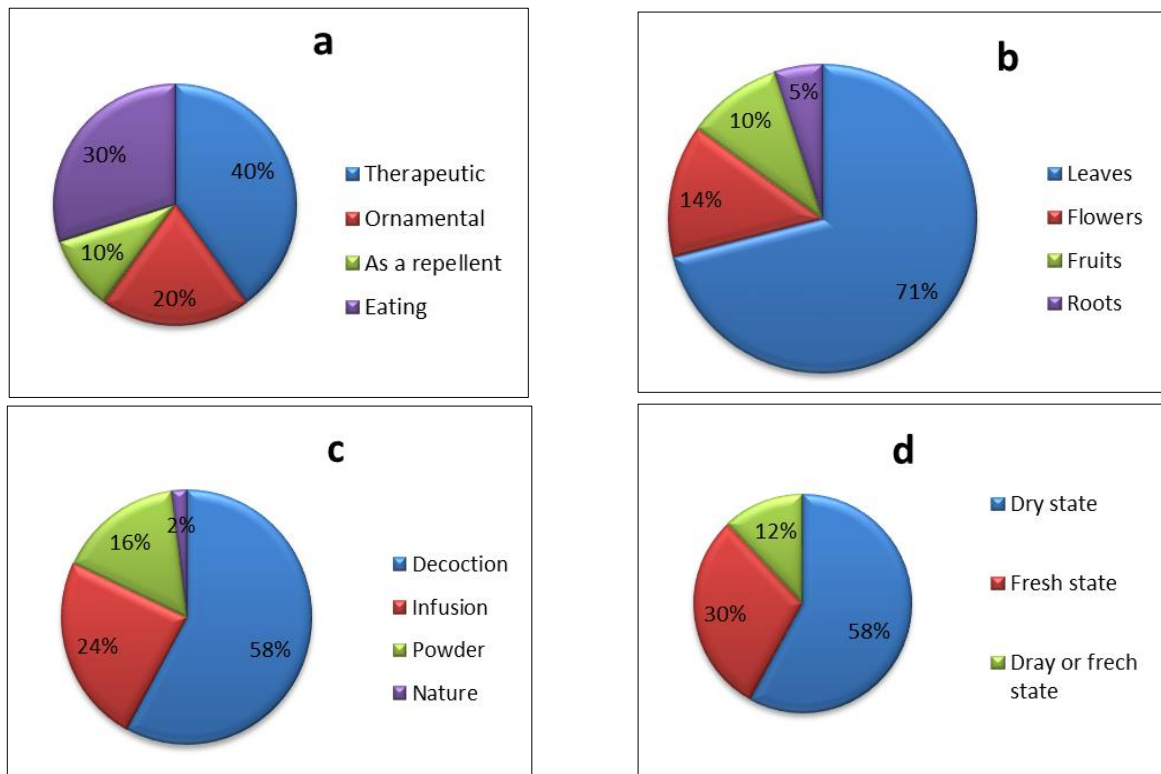 a
30%
40%
10%
20%
Therapeutic
Ornamental
As a repellent
Eating
b
5%
10%
14%
71%
Leaves
Flowers
Fruits
Roots
c
2%
16%
24%
58%
Decoction
Infusion
Powder
Nature
d
12%
30%
58%
Dry state
Fresh state
Dray or frech
state